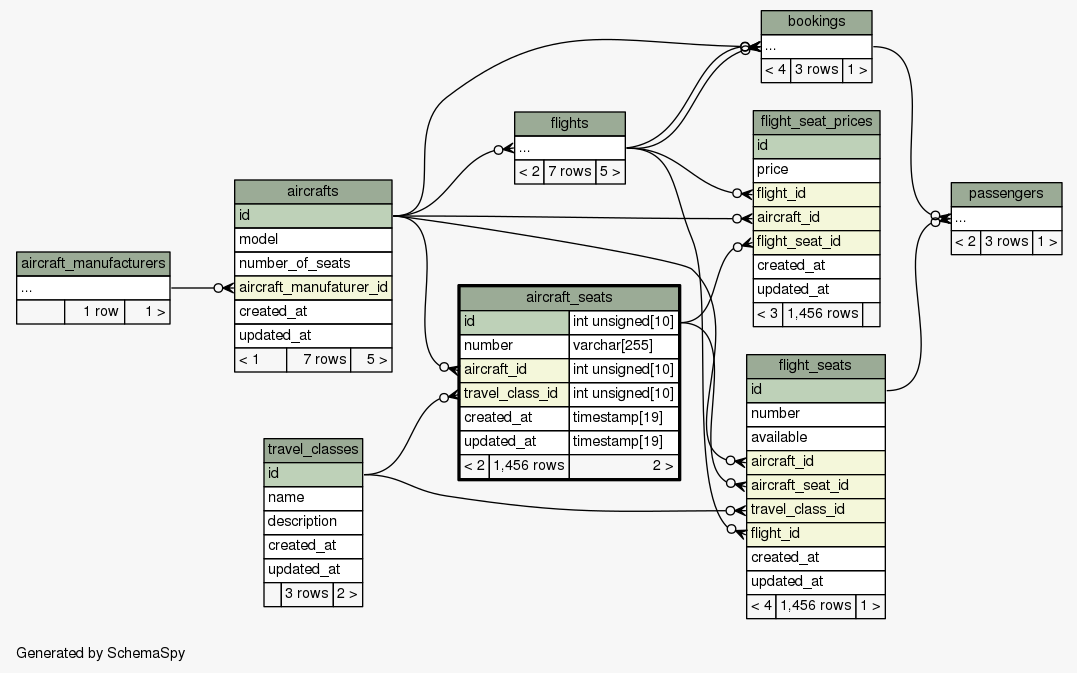 bookings
...
< 4 3 rows 1 >
flights
...
< 2 7 rows 5 >
flight_seat_prices
id
price
flight_id
aircraft_id
flight_seat_id
created_at
updated_at
< 3 1,456 rows
passengers
...
< 2 3 rows 1 >
aircrafts
id
model
number_of_seats
aircraft_manufaturer_id
created_at
updated_at
< 1 7 rows 5 >
aircraft_manufacturers
...
1 row 1 >
aircraft_seats
id int unsigned[10]
number varchar[255]
aircraft_id int unsigned[10]
travel_class_id int unsigned[10]
created_at timestamp[19]
updated_at timestamp[19]
< 2 1,456 rows 2 >
flight_seats
id
number
available
aircraft_id
aircraft_seat_id
travel_class_id
flight_id
created_at
updated_at
< 4 1,456 rows 1 >
travel_classes
id
name
description
created_at
updated_at
3 rows 2 >
Generated by SchemaSpy